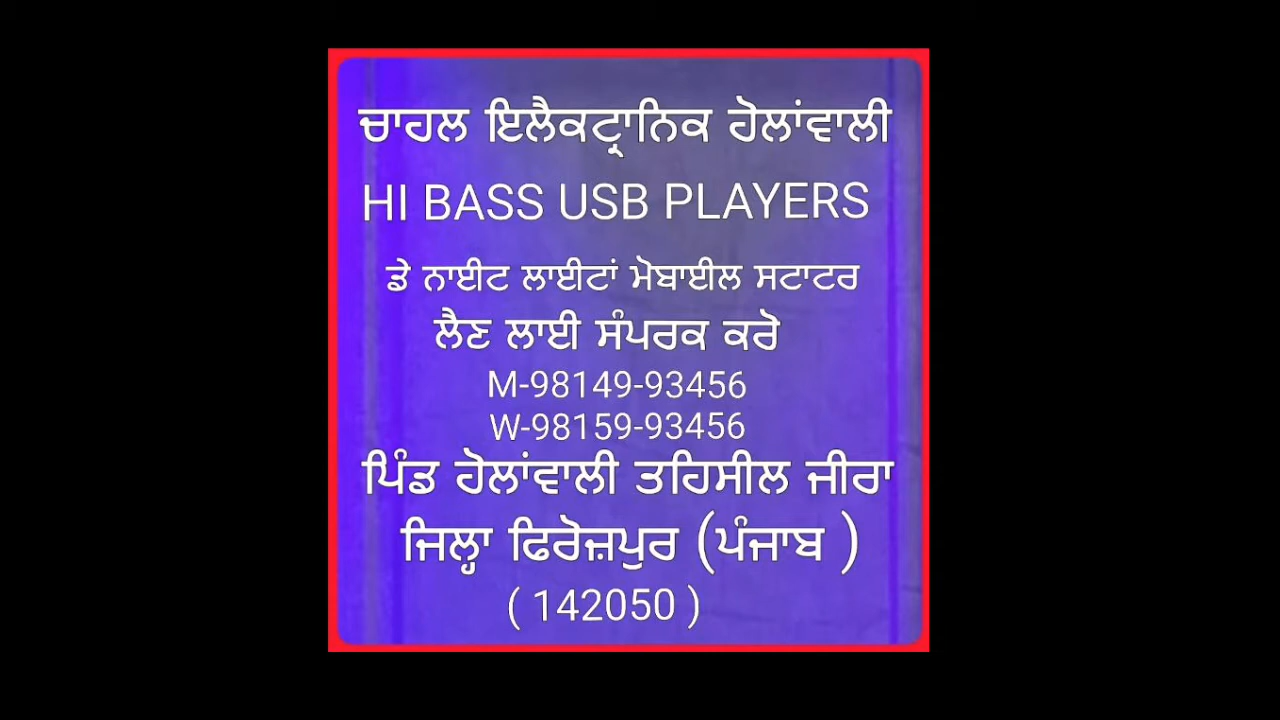 ਚਾਹਲ ਇਲੈਕਟ੍ਰਾਨਿਕ ਹੋਲਾਂਵਾਲੀ
HI BASS USB PLAYERS
ਡੇ ਨਾਈਟ ਲਾਈਟਾਂ ਮੋਬਾਈਲ ਸਟਾਟਰ
ਲੈਣ ਲਾਈ ਸੰਪਰਕ ਕਰੋ
M-98149-93456
W-98159-93456
ਪਿੰਡ ਹੋਲਾਂਵਾਲੀ ਤਹਿਸੀਲ ਜੀਰਾ
ਜਿਲ੍ਹਾ ਫਿਰੋਜ਼ਪੁਰ (ਪੰਜਾਬ )
( 142050 )